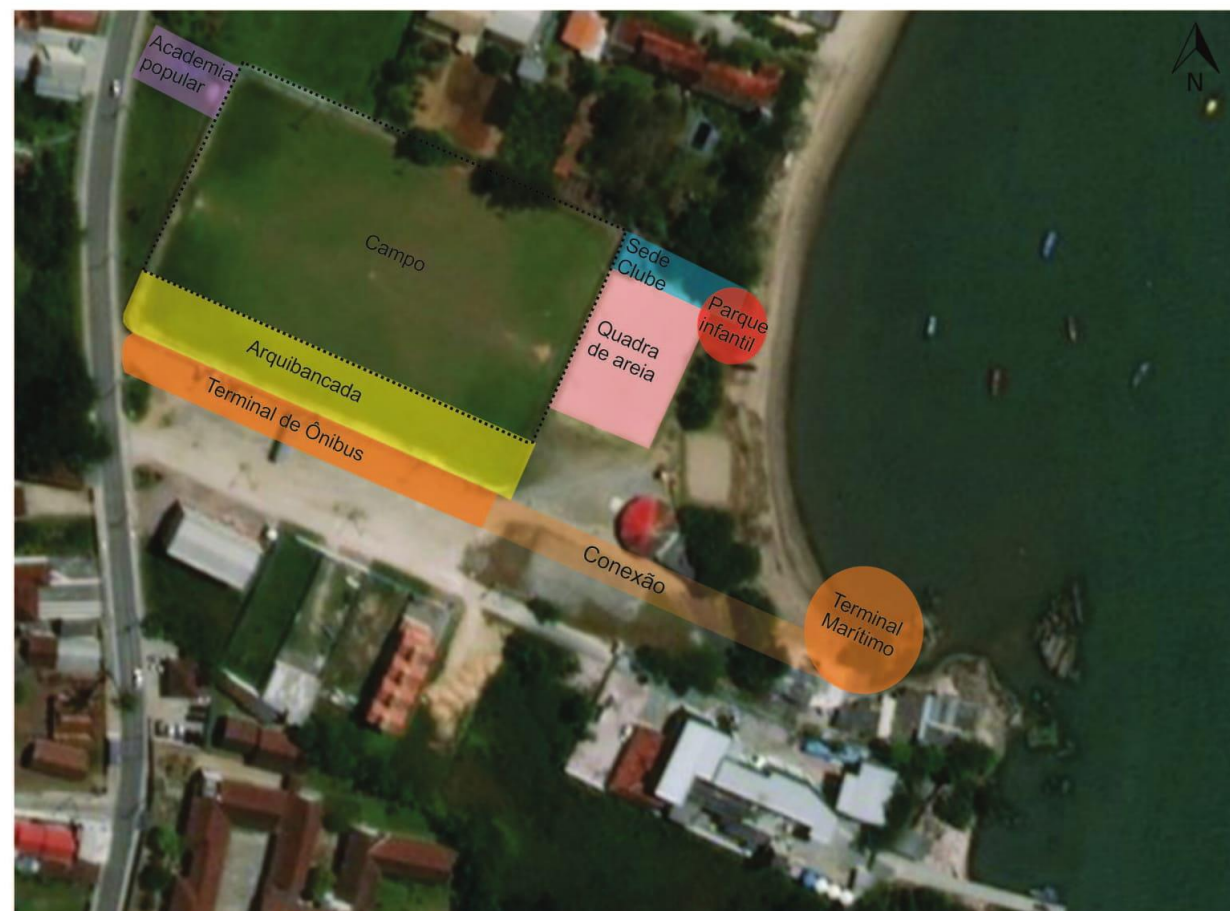 Academia
popular
N
Campo
Sede
Clube
Parque
infantil
Quadra
de areia
Arquibancada
Terminal de Ônibus
Conexão
Terminal
Marítimo